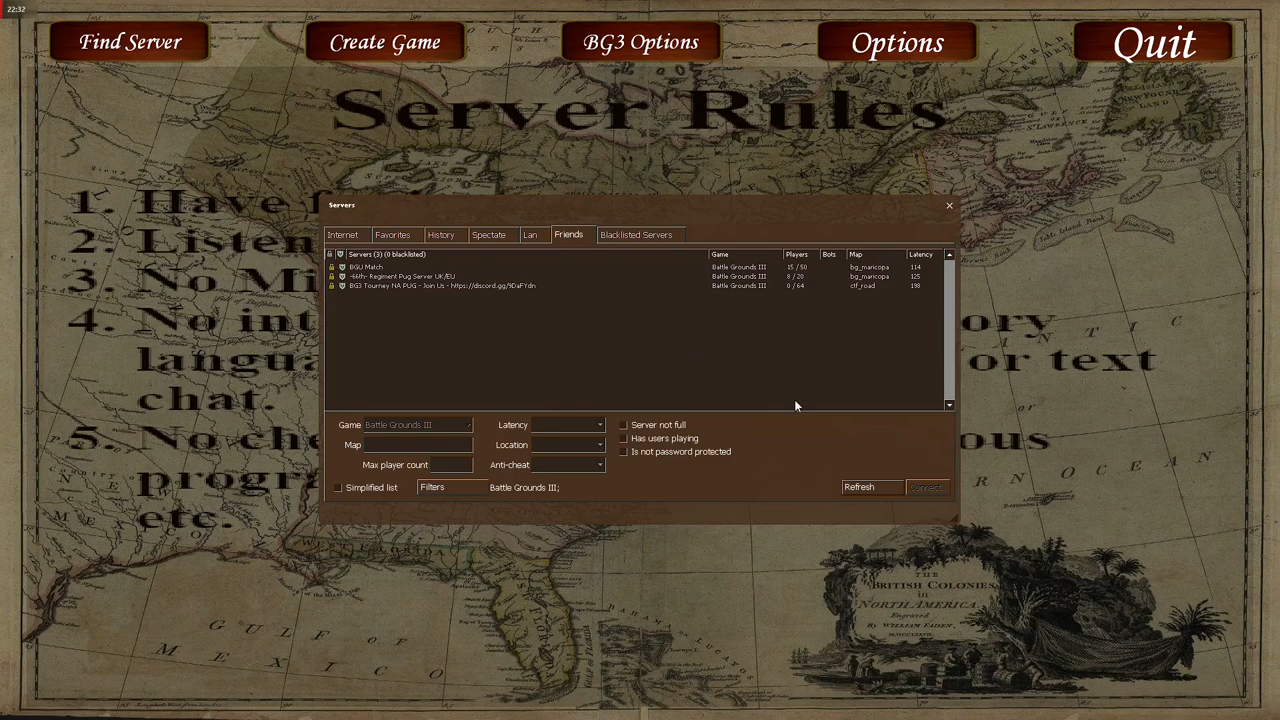 22:32
Find Server
Create Game
BG3 Options
Options
Quit
Server Rules
1. Have
2. Listen
3. No Mi
4. No int ory
langua or text
chat.
5. No che ous
progra
etc.
Servers
Internet Favorites History Spectate Lan Friends Blacklisted Servers
Servers (3) (0 blacklisted) Game Players Bots Map Latency
BGU Match Battle Grounds III 15 / 50 bg_maricopa 114
-66th- Regiment Pug Server UK/EU Battle Grounds III 8 / 20 bg_maricopa 125
BG3 Tourney NA PUG - Join Us - https://discord.gg/9DaFYdn Battle Grounds III 0 / 64 ctf_road 198
Game Battle Grounds III Latency Server not full
Map Location Has users playing
Max player count Anti-cheat Is not password protected
Simplified list Filters Battle Grounds III; Refresh Connect
GULF OF
MEXICO
THE
BRITISH COLONIES
in
NORTH AMERICA
Engraved
By WILLIAM FADEN